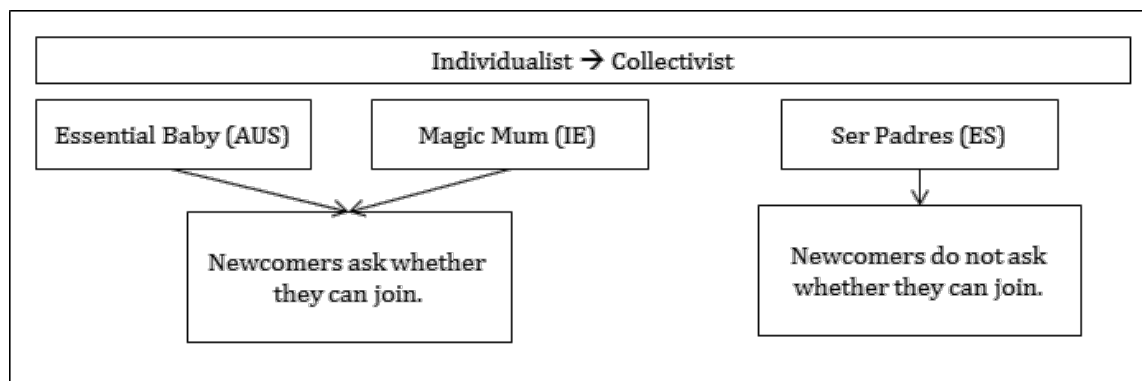 Individualist → Collectivist
Essential Baby (AUS)
Magic Mum (IE)
Ser Padres (ES)
Newcomers ask whether
they can join.
Newcomers do not ask
whether they can join.